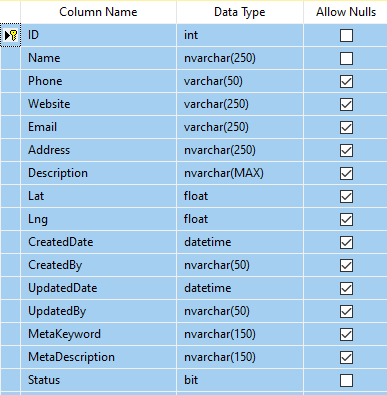 Column Name Data Type Allow Nulls
ID int
Name nvarchar(250)
Phone varchar(50)
Website varchar(250)
Email varchar(250)
Address nvarchar(250)
Description nvarchar(MAX)
Lat float
Lng float
CreatedDate datetime
CreatedBy nvarchar(50)
UpdatedDate datetime
UpdatedBy nvarchar(50)
MetaKeyword nvarchar(150)
MetaDescription nvarchar(150)
Status bit